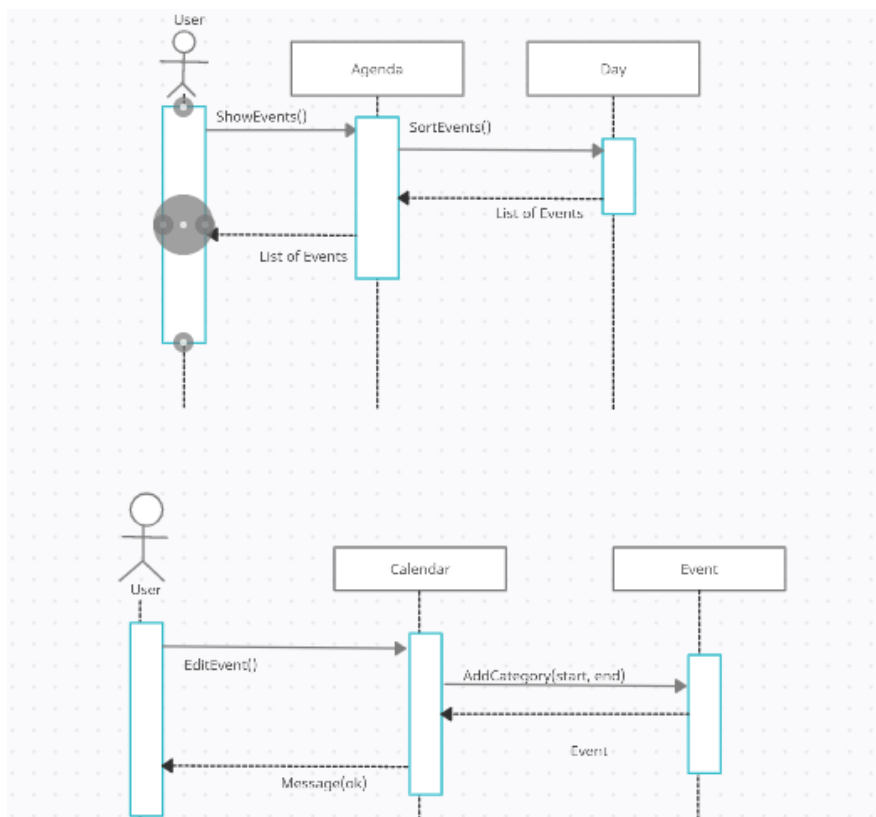 User
Agenda
Day
ShowEvents()
SortEvents()
List of Events
List of Events
User
Calendar
Event
EditEvent()
AddCategory(start, end)
Event
Message(ok)